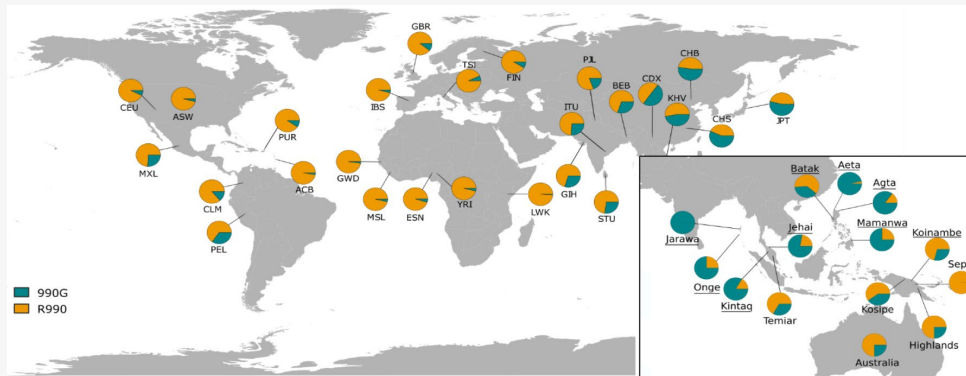 GBR
TSI
FIN
PJL
CHB
CEU
ASW
IBS
BEB
CDX
KHV
ITU
PUR
CHS
JPT
MXL
GWD
ACB
CLM
MSL
ESN
YRI
LWK
GIH
STU
PEL
990G
R990
Batak
Aeta
Agta
Jarawa
Jehai
Mamanwa
Koinambe
Sep
Onge
Kintaq
Temiar
Kosipe
Highlands
Australia